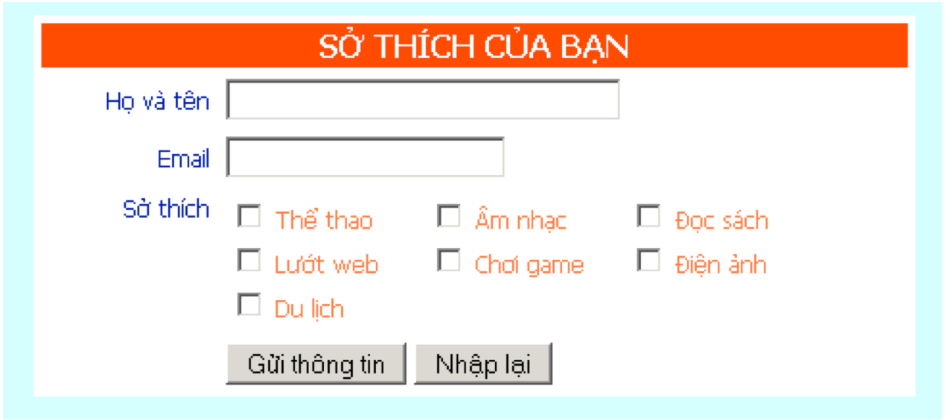 SỞ THÍCH CỦA BẠN
Họ và tên
Email
Sở thích
Thể thao Âm nhạc Đọc sách
Lướt web Chơi game Điện ảnh
Du lịch
Gửi thông tin Nhập lại